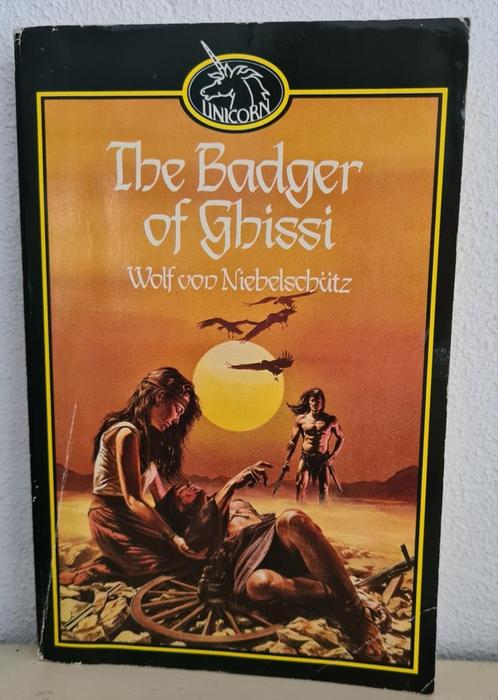 UNICORN
The Badger
of Ghissi
Wolf von Niebelschütz